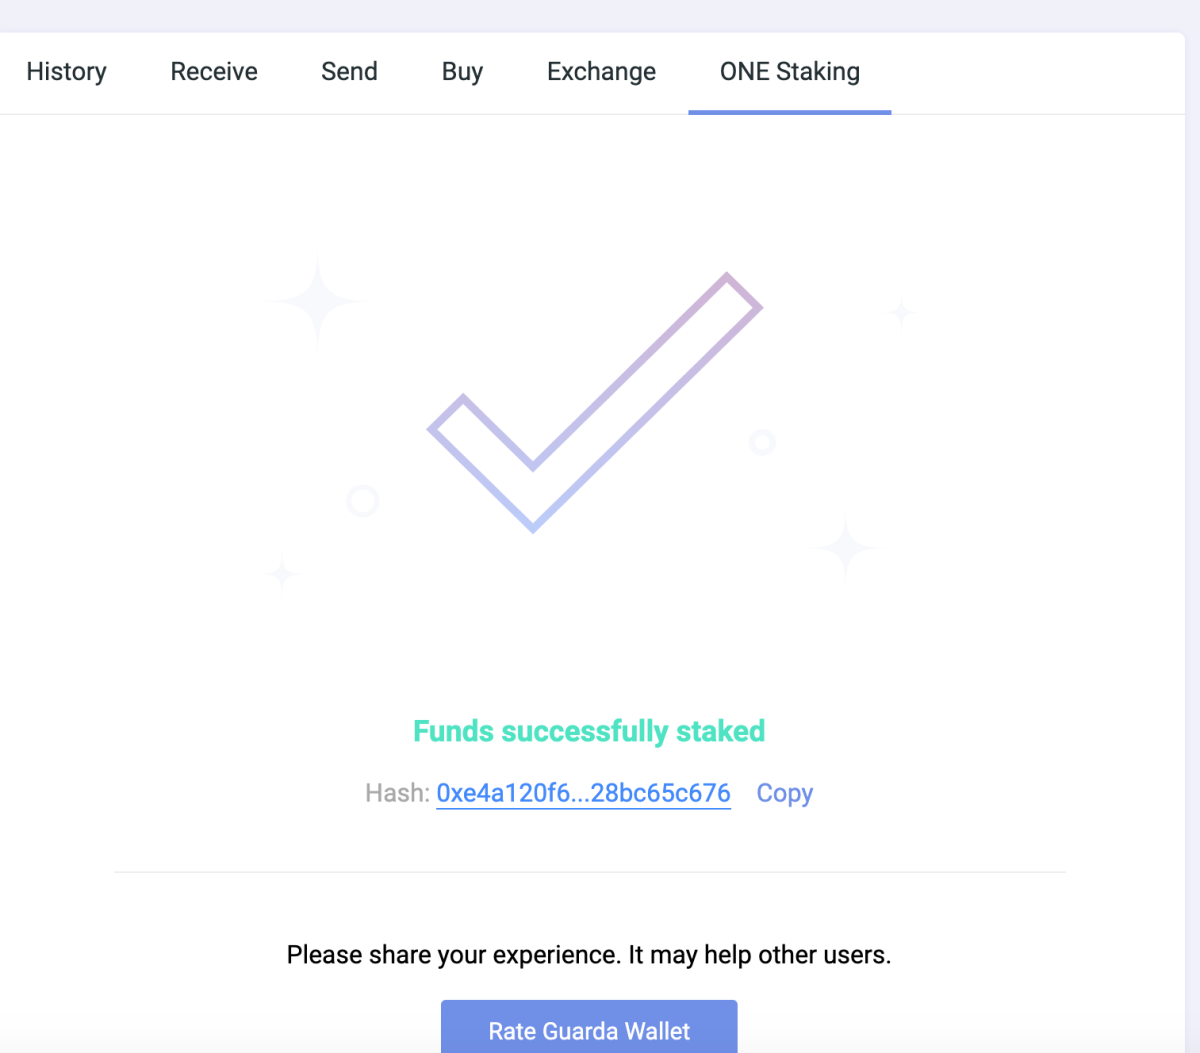 History Receive Send Buy Exchange ONE Staking
Funds successfully staked
Hash: 0xe4a120f6...28bc65c676 Copy
Please share your experience. It may help other users.
Rate Guarda Wallet